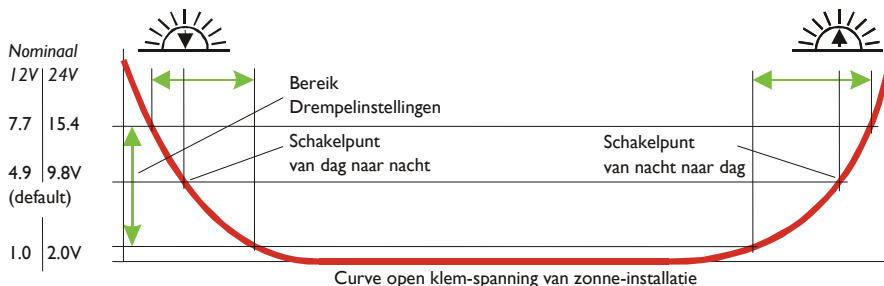 Nominaal
12V 24V
7.7 15.4
4.9 9.8V
(default)
1.0 2.0V
Bereik
Drempelinstellingen
Schakelpunt
van dag naar nacht
Schakelpunt
van nacht naar dag
Curve open klem-spanning van zonne-installatie